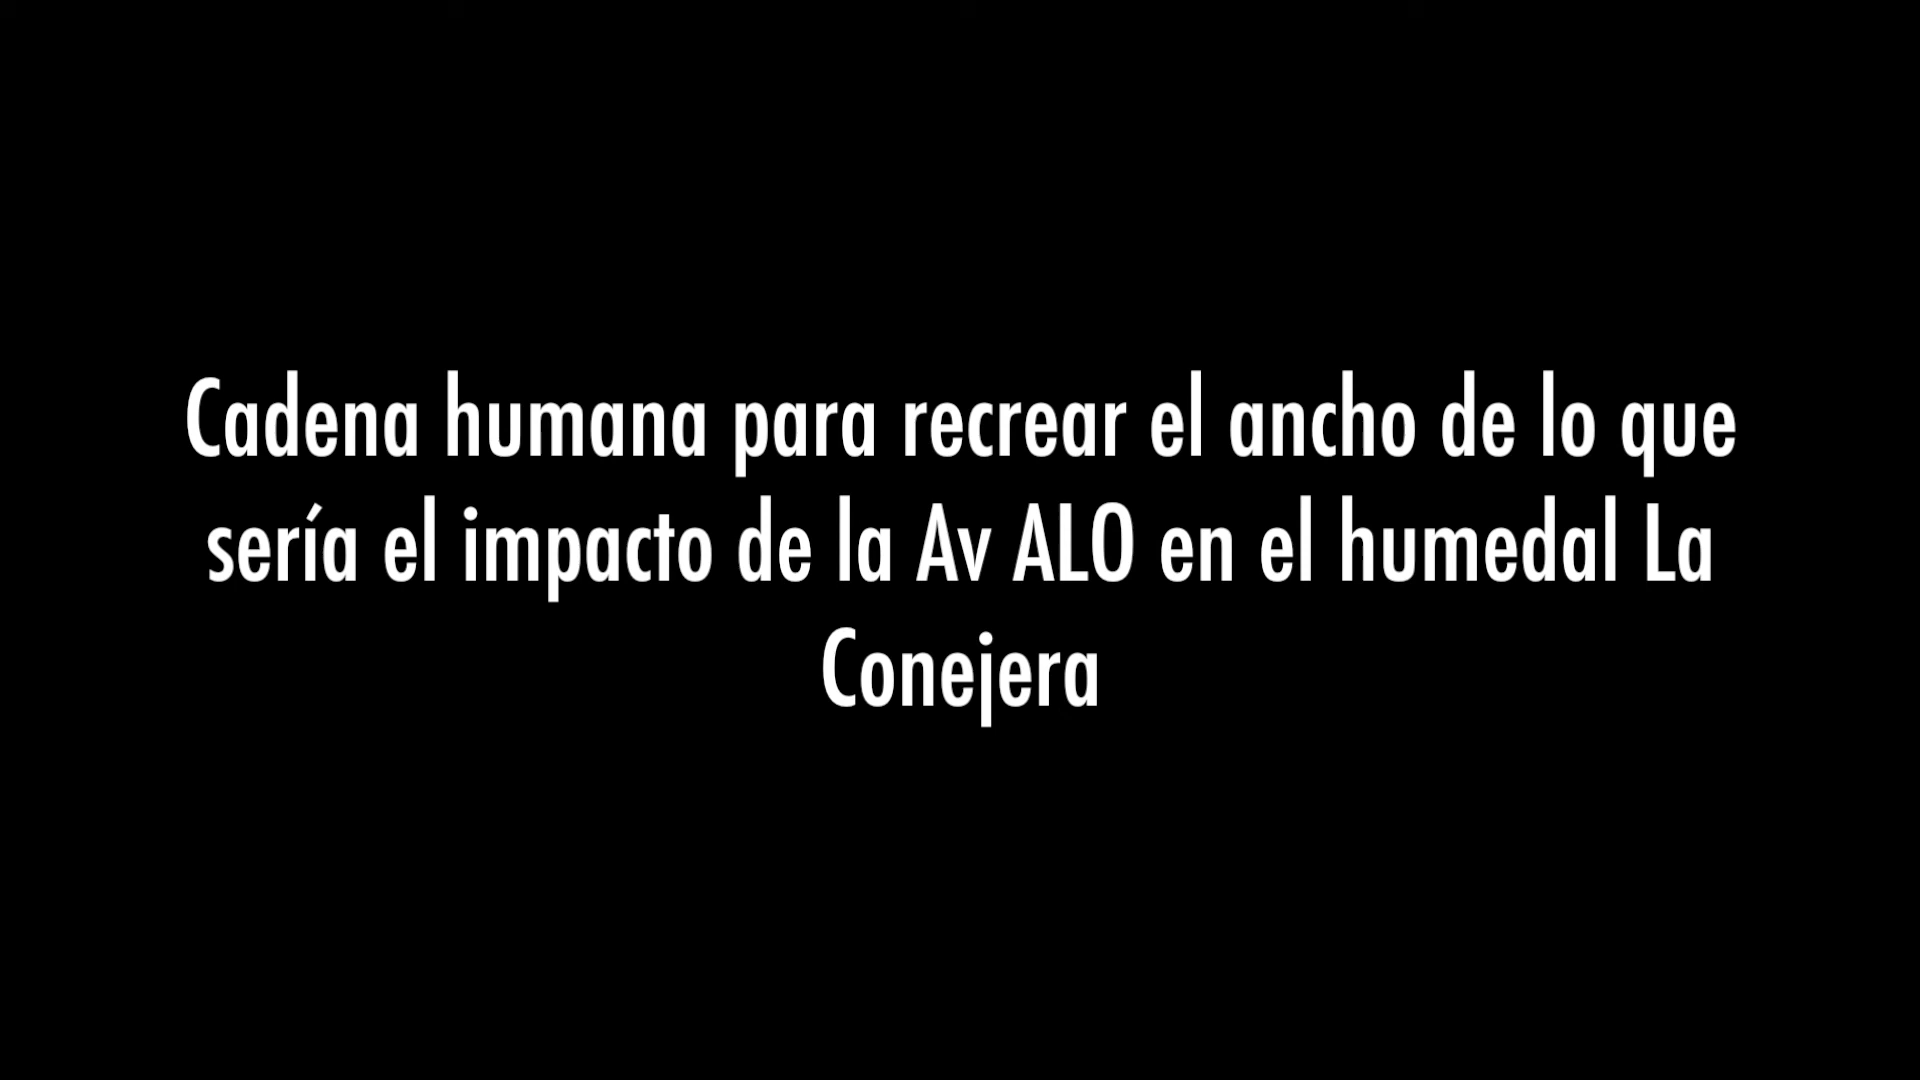 Cadena humana para recrear el ancho de lo que
sería el impacto de la Av ALO en el humedal La
Conejera